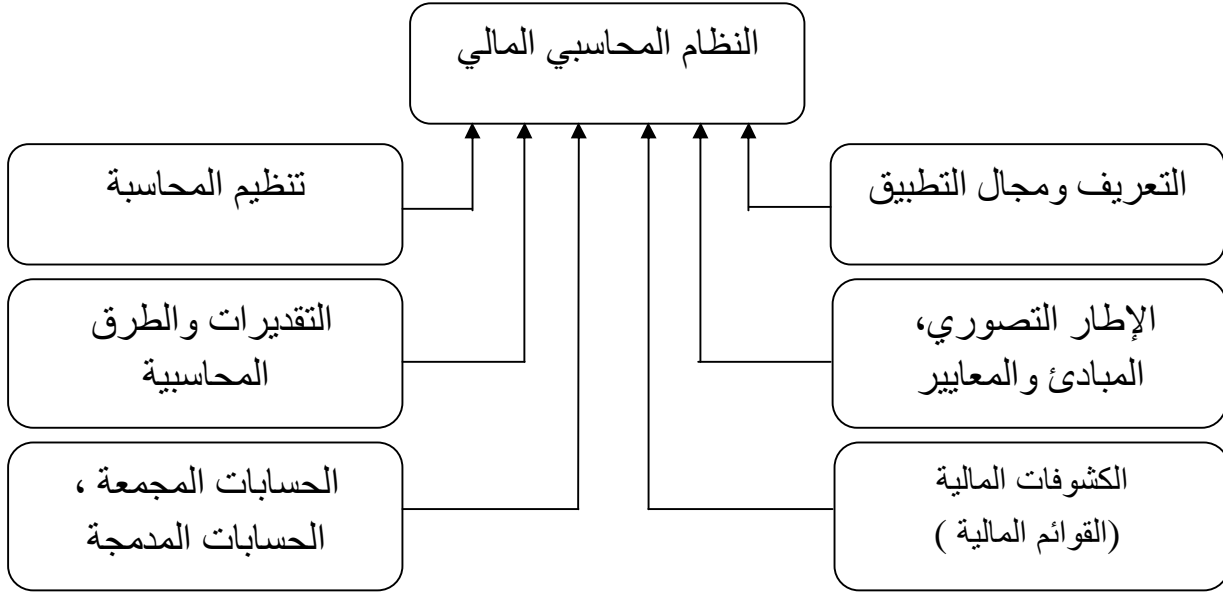 النظام المحاسبي المالي
التعريف ومجال التطبيق
تنظيم المحاسبة
الإطار التصوري،
المبادئ والمعايير
التقديرات والطرق
المحاسبية
الكشوفات المالية
(القوائم المالية )
الحسابات المجمعة ،
الحسابات المدمجة